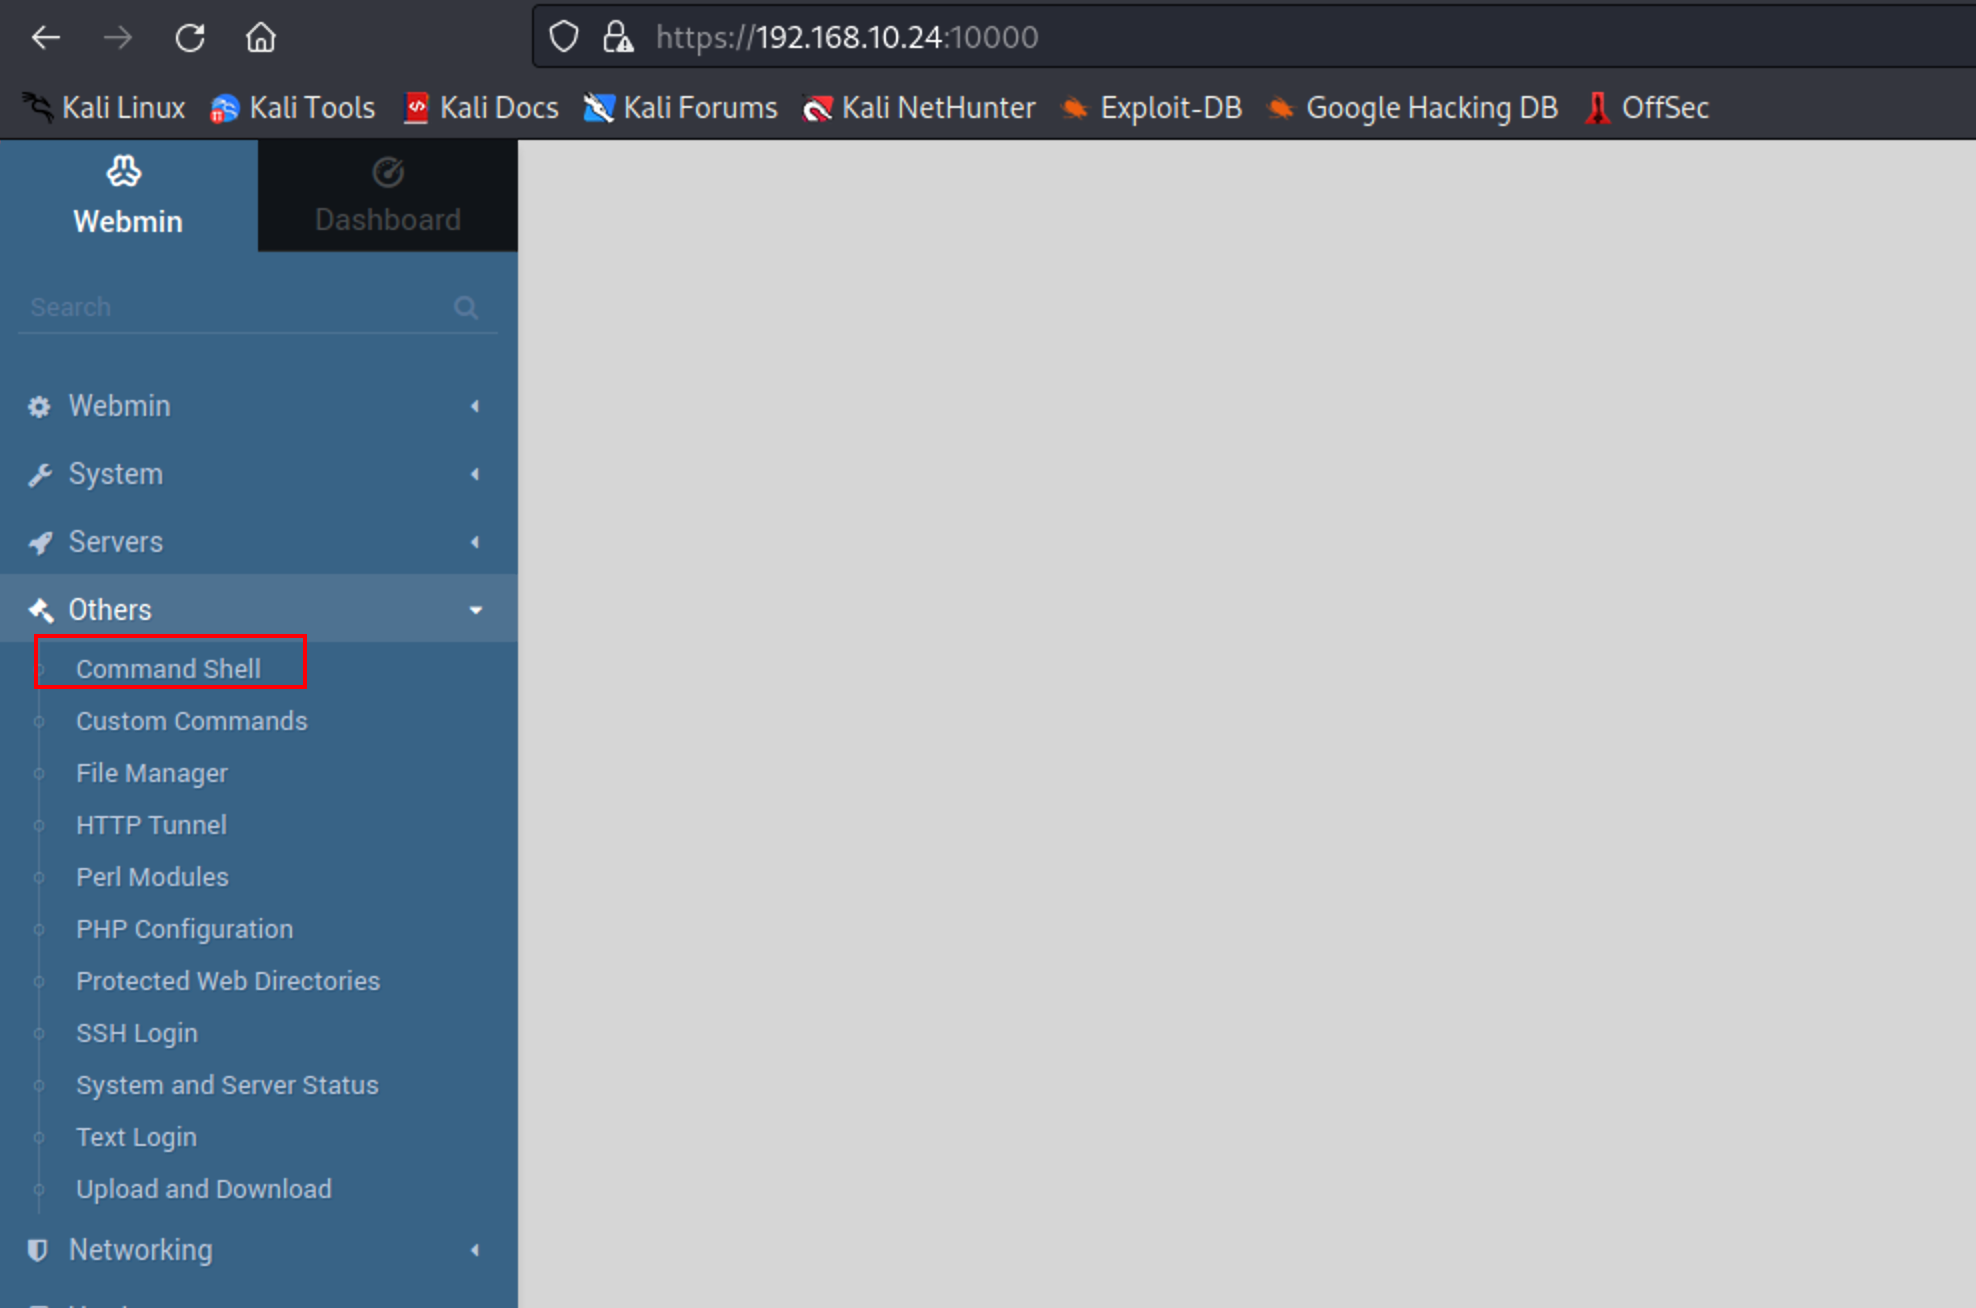 https://192.168.10.24:10000
Kali Linux Kali Tools Kali Docs Kali Forums Kali NetHunter Exploit-DB Google Hacking DB OffSec
Webmin Dashboard
Search
Webmin
System
Servers
Others
Command Shell
Custom Commands
File Manager
HTTP Tunnel
Perl Modules
PHP Configuration
Protected Web Directories
SSH Login
System and Server Status
Text Login
Upload and Download
Networking